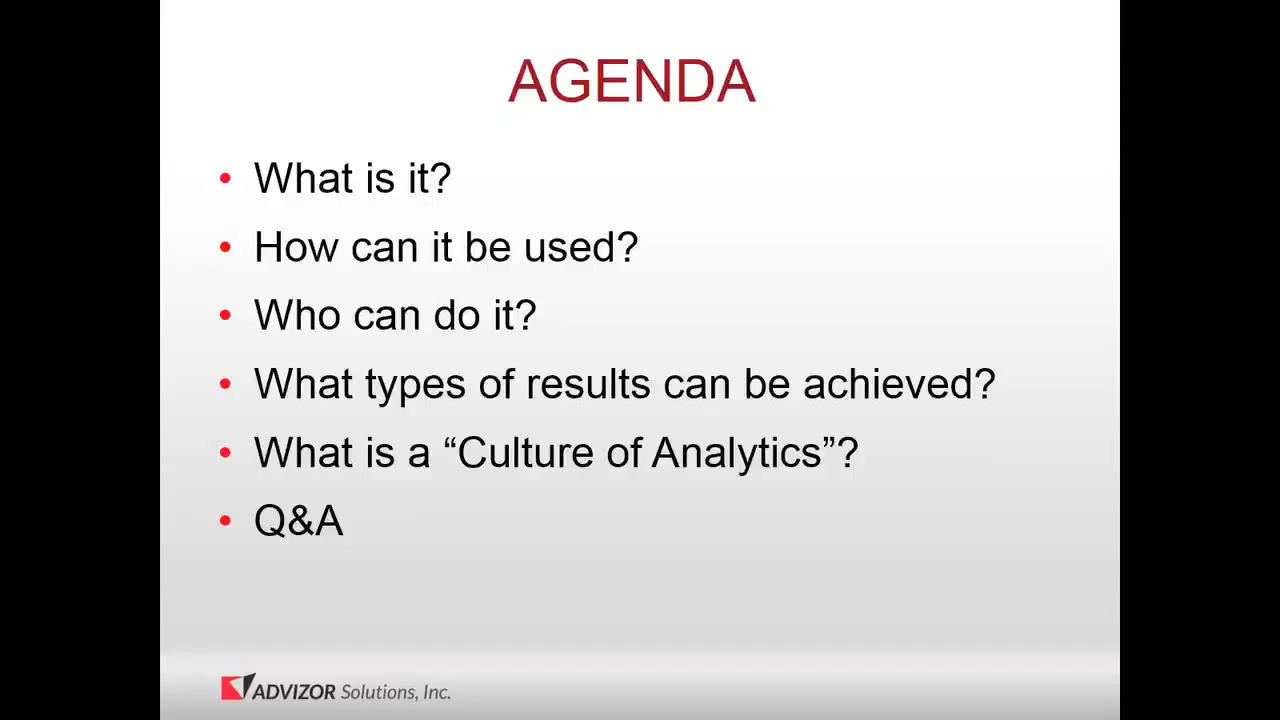 AGENDA
• What is it?
• How can it be used?
• Who can do it?
• What types of results can be achieved?
• What is a “Culture of Analytics”?
• Q&A
ADVIZOR Solutions, Inc.